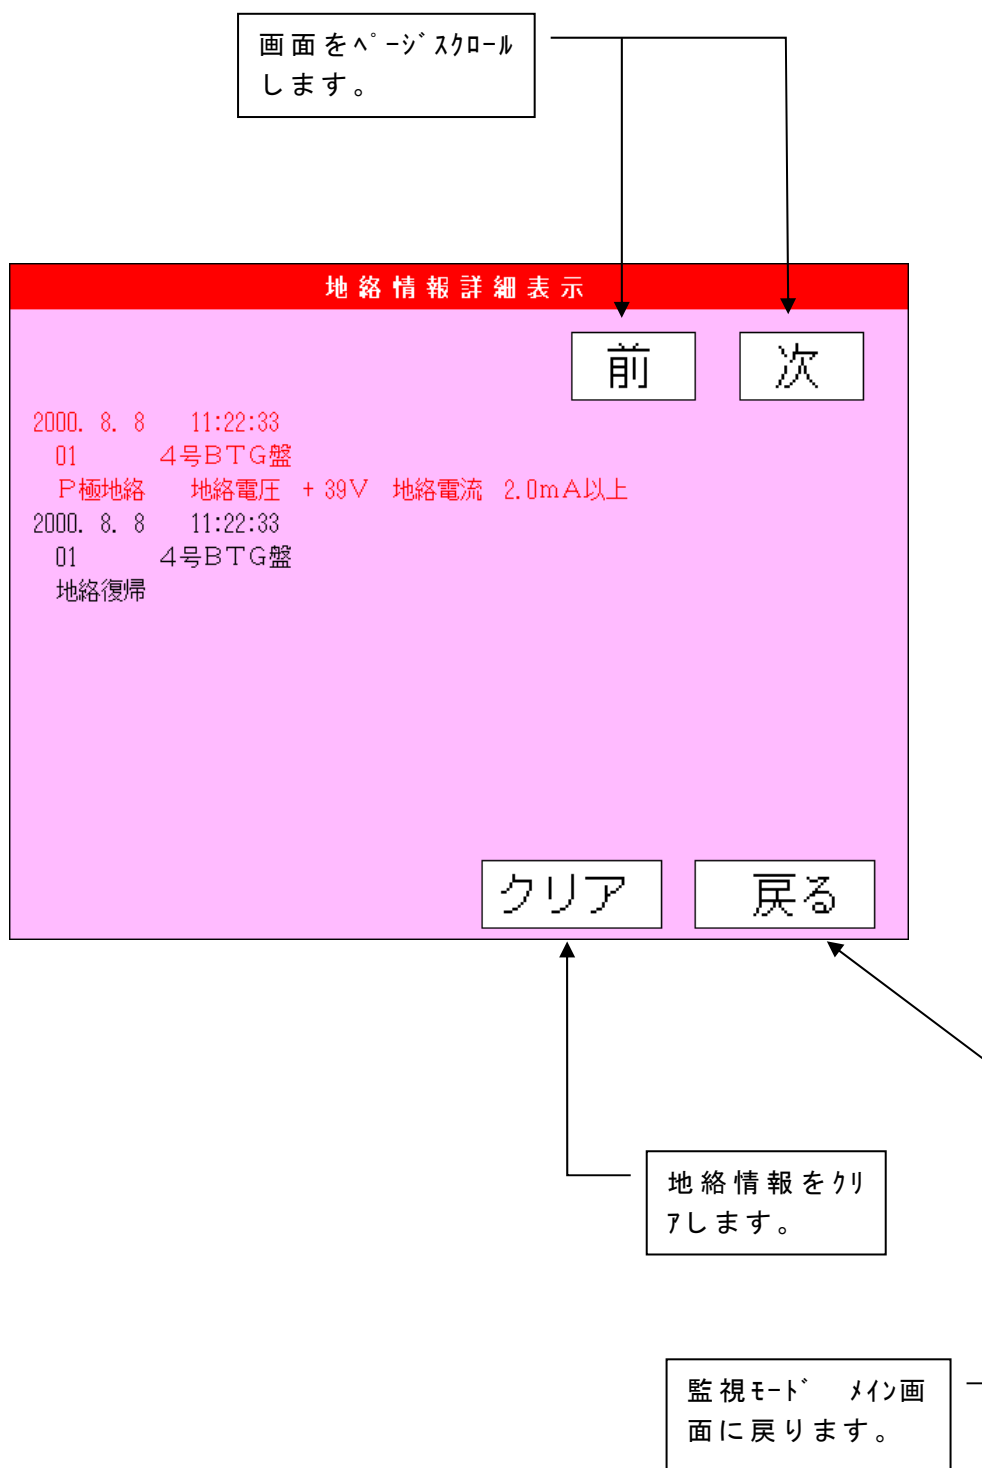 画面をﾍﾟｰｼﾞｽｸﾛｰﾙ
します。
地絡情報詳細表示
前 次
2000. 8. 8 11:22:33
01 4号ＢＴＧ盤
Ｐ極地絡 地絡電圧 + 39Ｖ 地絡電流 2.0ｍＡ以上
2000. 8. 8 11:22:33
01 4号ＢＴＧ盤
地絡復帰
クリア 戻る
地絡情報をｸﾘ
ｱします。
監視ﾓｰﾄﾞ ﾒｲﾝ画
面に戻ります。